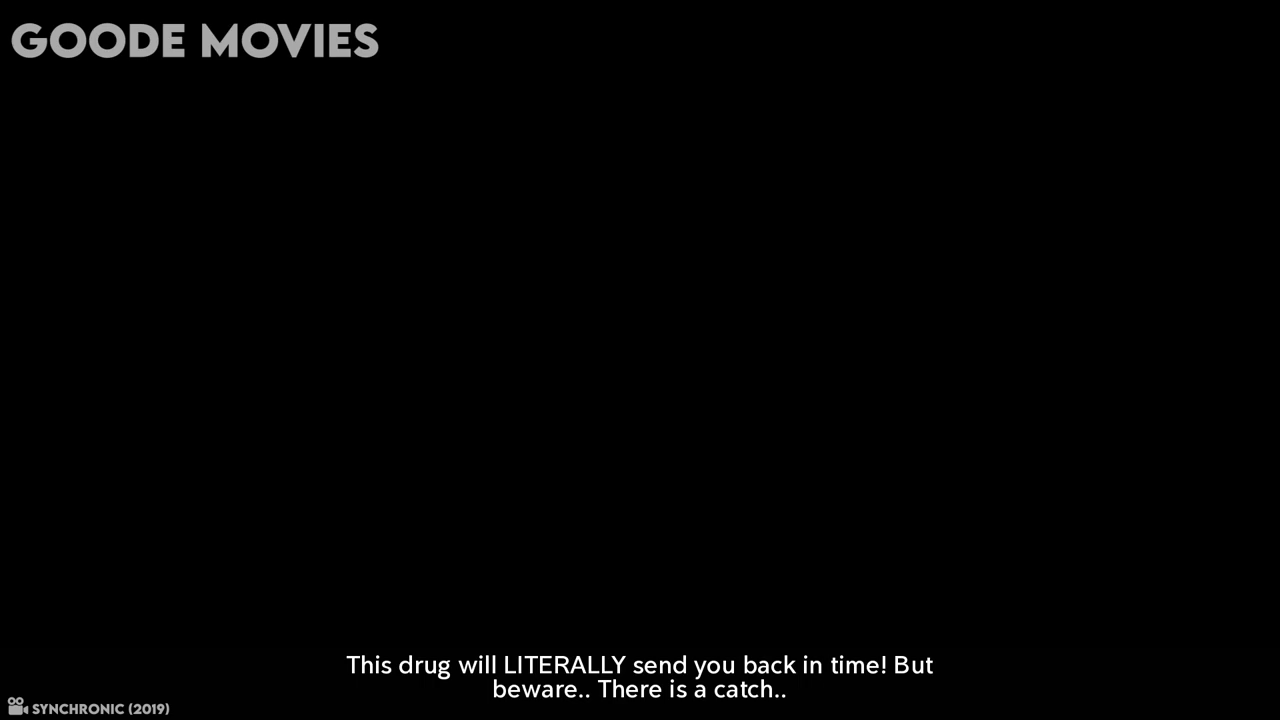 GOODE MOVIES
This drug will LITERALLY send you back in time! But
beware.. There is a catch..
SYNCHRONIC (2019)